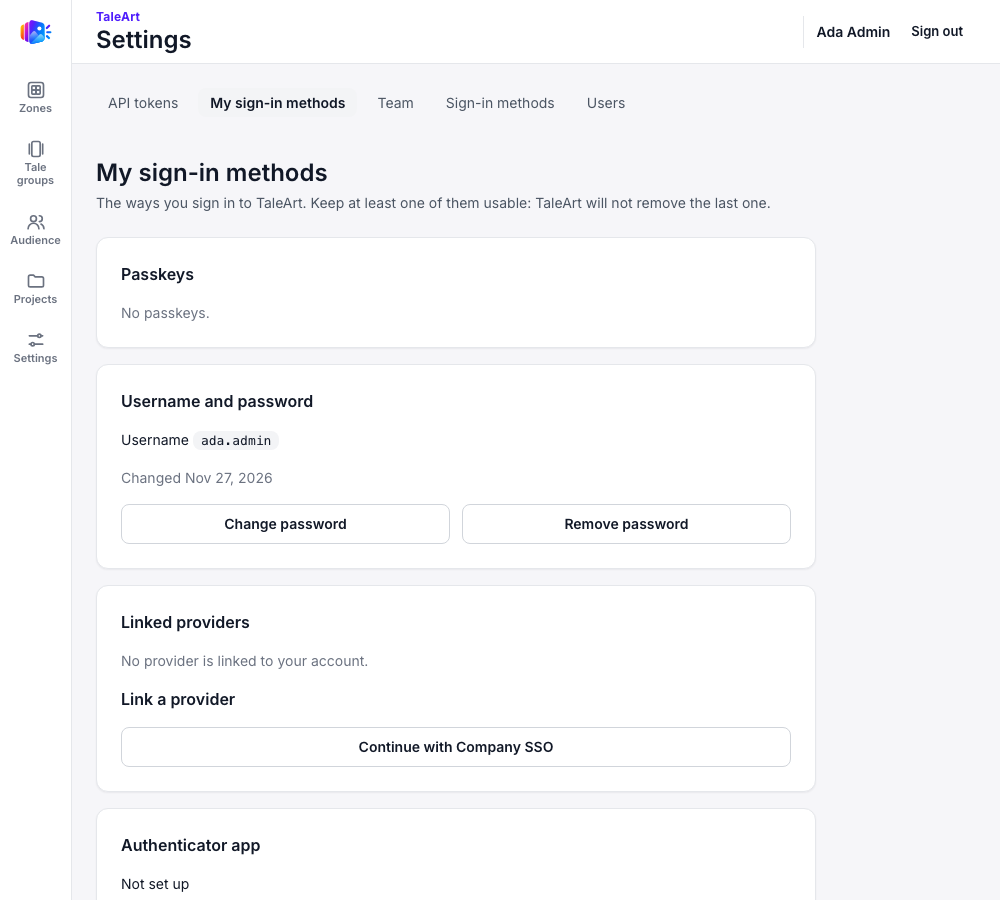 TaleArt
Settings
Ada Admin
Sign out
Zones
Tale
groups
Audience
Projects
Settings
API tokens
My sign-in methods
Team
Sign-in methods
Users
My sign-in methods
The ways you sign in to TaleArt. Keep at least one of them usable: TaleArt will not remove the last one.
Passkeys
No passkeys.
Username and password
Username ada.admin
Changed Nov 27, 2026
Change password
Remove password
Linked providers
No provider is linked to your account.
Link a provider
Continue with Company SSO
Authenticator app
Not set up